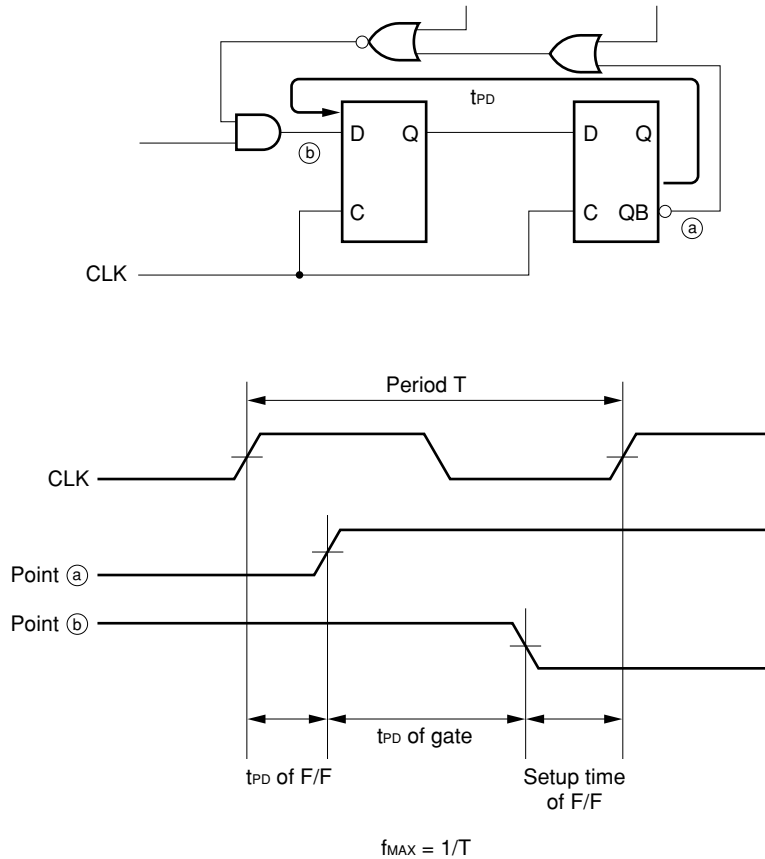 tPD
D Q
D Q
ⓑ
C
C QB
ⓐ
CLK
Period T
CLK
Point ⓐ
Point ⓑ
tPD of gate
tPD of F/F
Setup time
of F/F
fMAX = 1/T